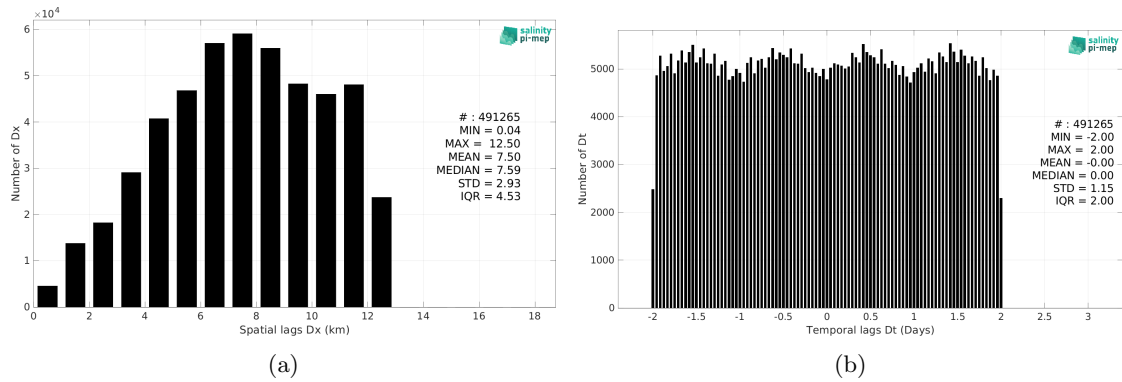 ×10⁴
6
5
4
3
2
1
0
Number of Dx
0 2 4 6 8 10 12 14 16 18
Spatial lags Dx (km)
salinity
pi-mep
# : 491265
MIN = 0.04
MAX = 12.50
MEAN = 7.50
MEDIAN = 7.59
STD = 2.93
IQR = 4.53
(a)
5000
4000
3000
2000
1000
0
Number of Dt
-2 -1.5 -1 -0.5 0 0.5 1 1.5 2 2.5 3
Temporal lags Dt (Days)
salinity
pi-mep
# : 491265
MIN = -2.00
MAX = 2.00
MEAN = -0.00
MEDIAN = 0.00
STD = 1.15
IQR = 2.00
(b)